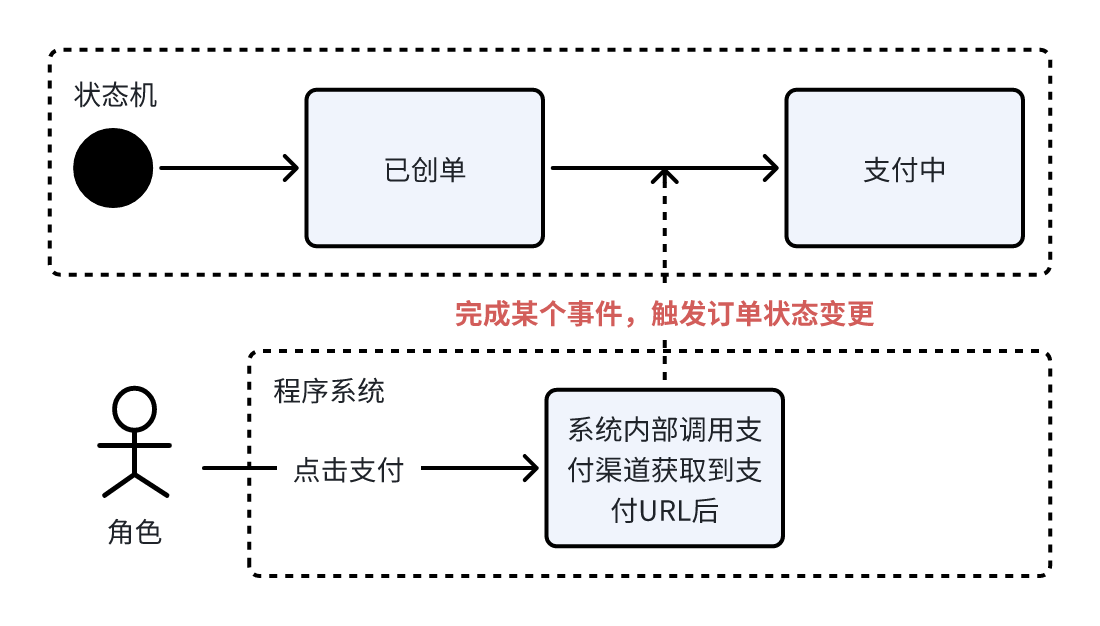 状态机
已创单
支付中
完成某个事件，触发订单状态变更
程序系统
点击支付
系统内部调用支
付渠道获取到支
付URL后
角色